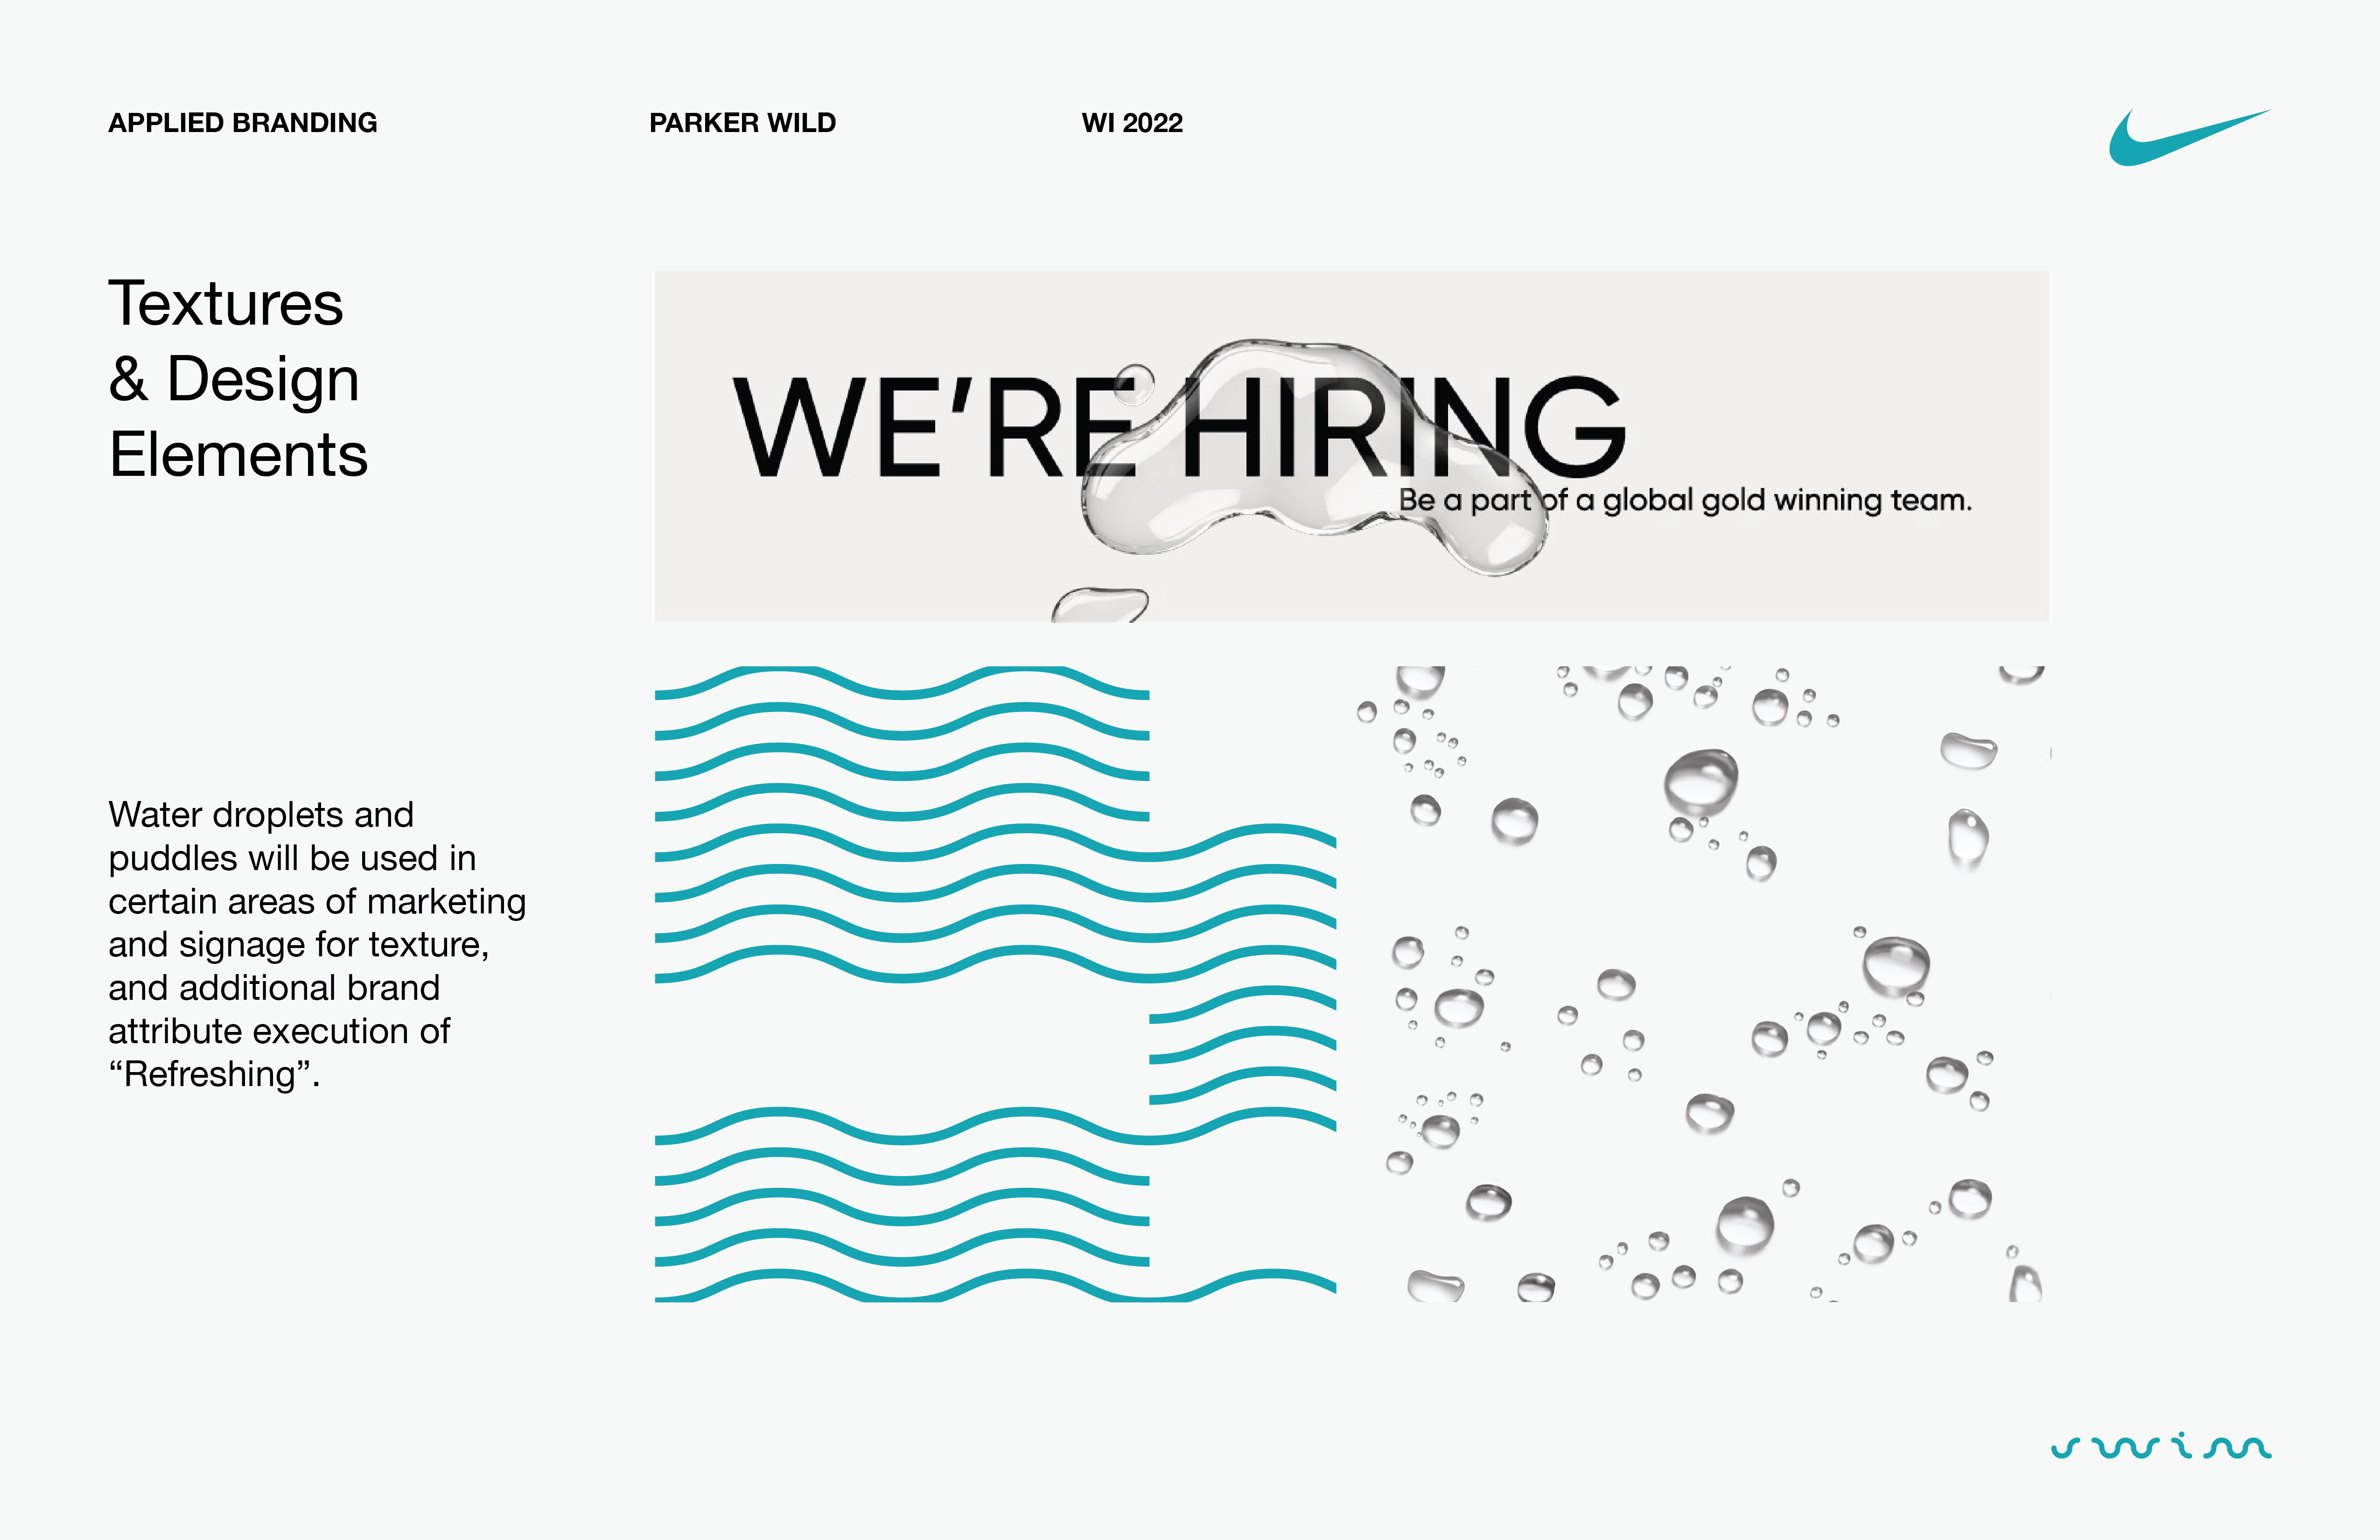 APPLIED BRANDING
PARKER WILD
WI 2022
Textures
& Design
Elements
WE’RE HIRING
Be a part of a global gold winning team.
Water droplets and
puddles will be used in
certain areas of marketing
and signage for texture,
and additional brand
attribute execution of
“Refreshing”.
swim